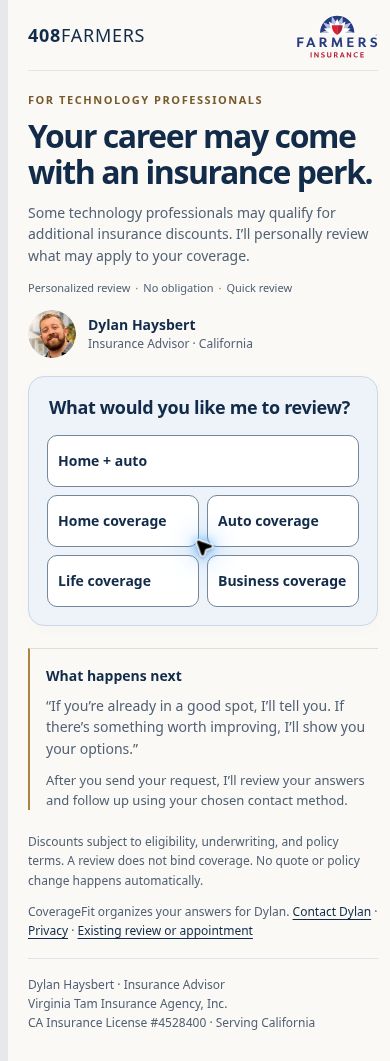 408FARMERS
FARMERS
INSURANCE
FOR TECHNOLOGY PROFESSIONALS
Your career may come
with an insurance perk.
Some technology professionals may qualify for
additional insurance discounts. I’ll personally review
what may apply to your coverage.
Personalized review · No obligation · Quick review
Dylan Haysbert
Insurance Advisor · California
What would you like me to review?
Home + auto
Home coverage
Auto coverage
Life coverage
Business coverage
What happens next
“If you’re already in a good spot, I’ll tell you. If
there’s something worth improving, I’ll show you
your options.”
After you send your request, I’ll review your answers
and follow up using your chosen contact method.
Discounts subject to eligibility, underwriting, and policy
terms. A review does not bind coverage. No quote or policy
change happens automatically.
CoverageFit organizes your answers for Dylan. Contact Dylan ·
Privacy · Existing review or appointment
Dylan Haysbert · Insurance Advisor
Virginia Tam Insurance Agency, Inc.
CA Insurance License #4528400 · Serving California